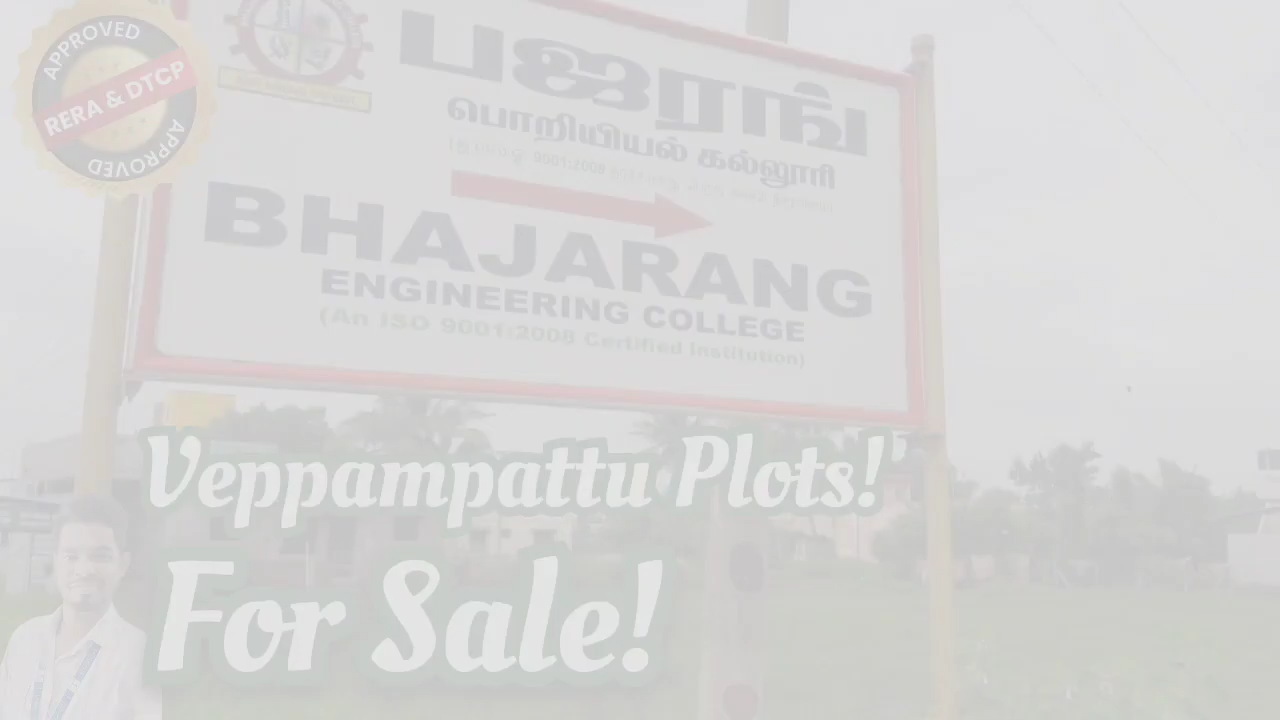 APPROVED
RERA & DTCP
APPROVED
பஜரங்
பொறியியல் கல்லூரி
BHAJARANG
ENGINEERING COLLEGE
(An ISO 9001:2008 Certified Institution)
Veppampattu Plots!
For Sale!